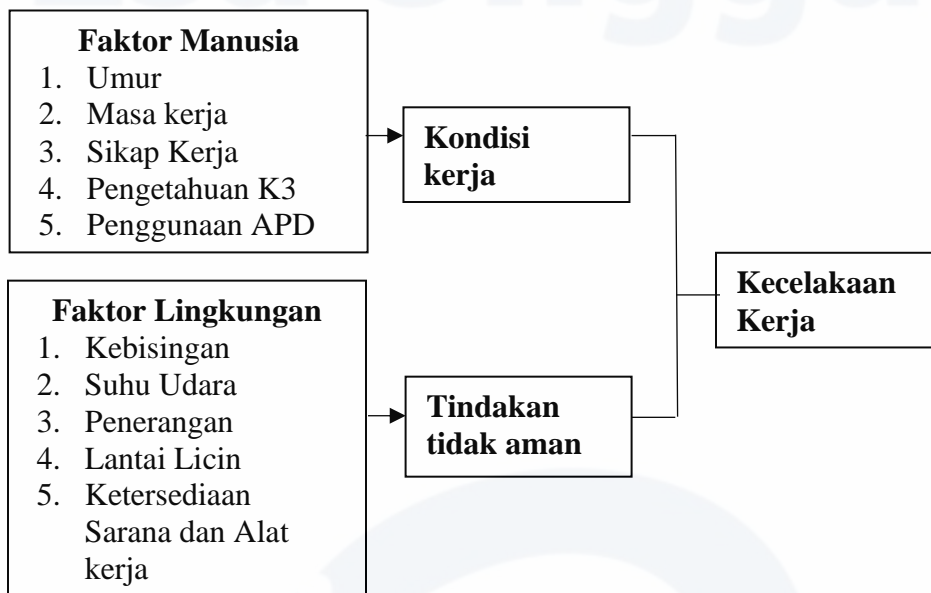 Faktor Manusia
1. Umur
2. Masa kerja
3. Sikap Kerja
4. Pengetahuan K3
5. Penggunaan APD
Kondisi
kerja
Faktor Lingkungan
1. Kebisingan
2. Suhu Udara
3. Penerangan
4. Lantai Licin
5. Ketersediaan
Sarana dan Alat
kerja
Tindakan
tidak aman
Kecelakaan
Kerja